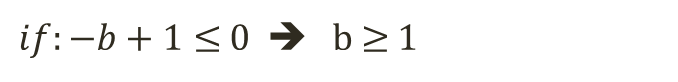 if: −b + 1 ≤ 0 ➔ b ≥ 1